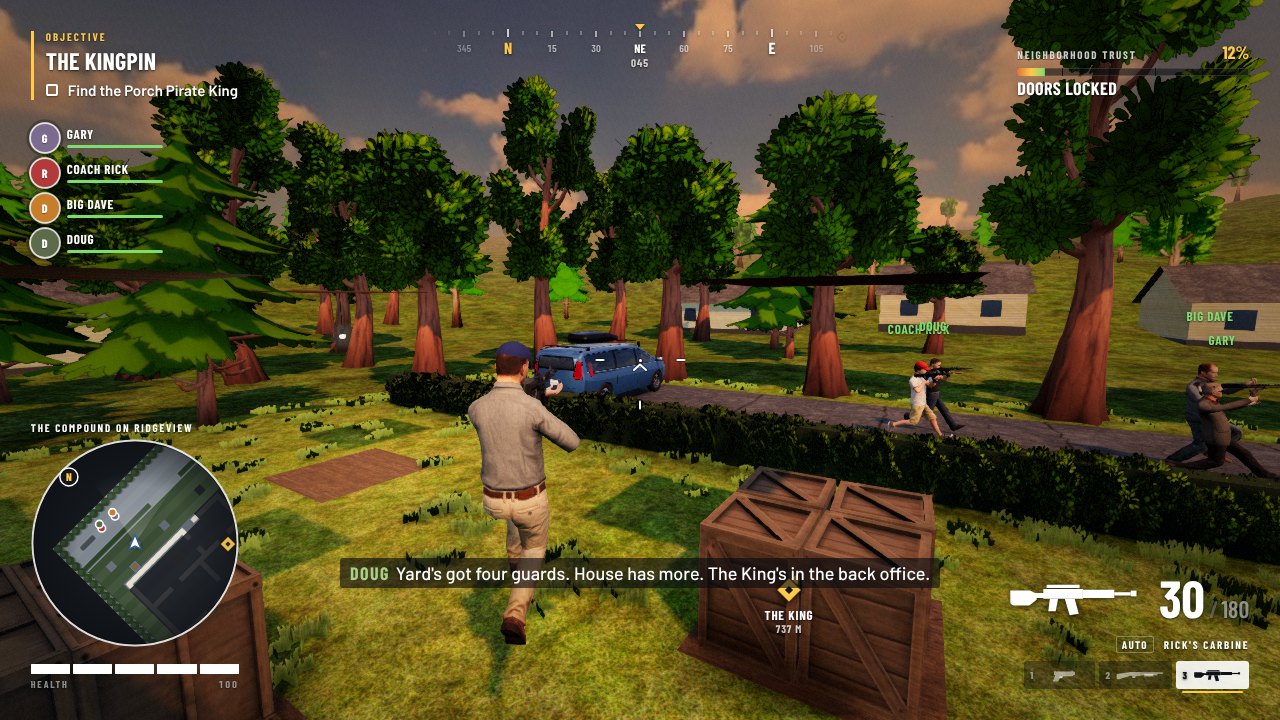 OBJECTIVE
THE KINGPIN
Find the Porch Pirate King
345 N 15 30 NE 60 75 E 105
045
NEIGHBORHOOD TRUST 12%
DOORS LOCKED
G GARY
R COACH RICK
D BIG DAVE
D DOUG
COACH RICK
DOUG
BIG DAVE
GARY
THE COMPOUND ON RIDGEVIEW
N
DOUG Yard's got four guards. House has more. The King's in the back office.
THE KING
737 M
30 / 180
AUTO RICK'S CARBINE
1 2 3
HEALTH 100